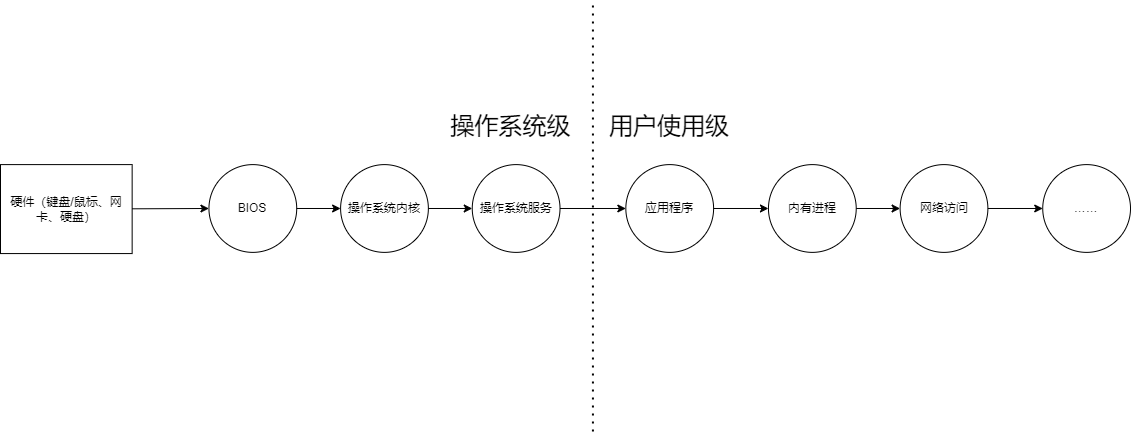 操作系统级
用户使用级
硬件（键盘/鼠标、网
卡、硬盘）
BIOS
操作系统内核
操作系统服务
应用程序
内有进程
网络访问
……